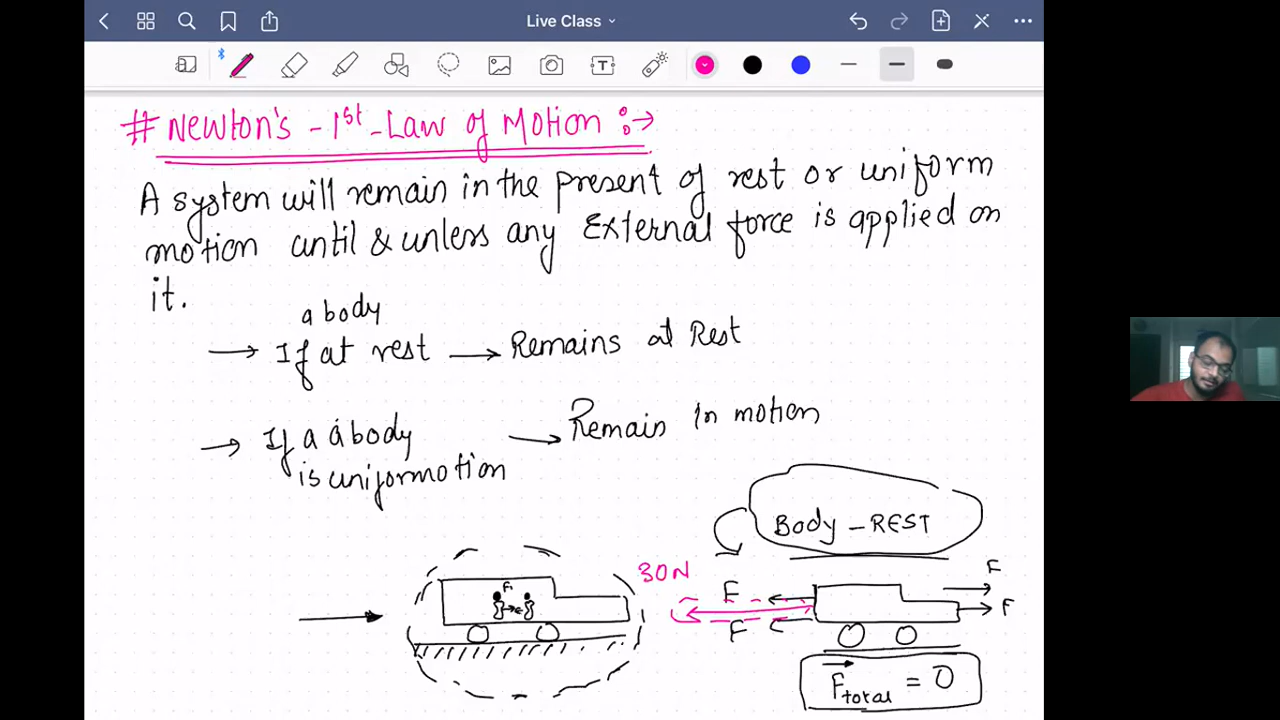 Live Class
# Newton's - 1st - Law of Motion :→
A system will remain in the present of rest or uniform
motion until & unless any External force is applied on
it.
a body
→ If at rest → Remains at Rest
→ If a a body → Remain In motion
is uniformotion
Body - REST
30N
F
F
F
F
F
Ftotal = 0